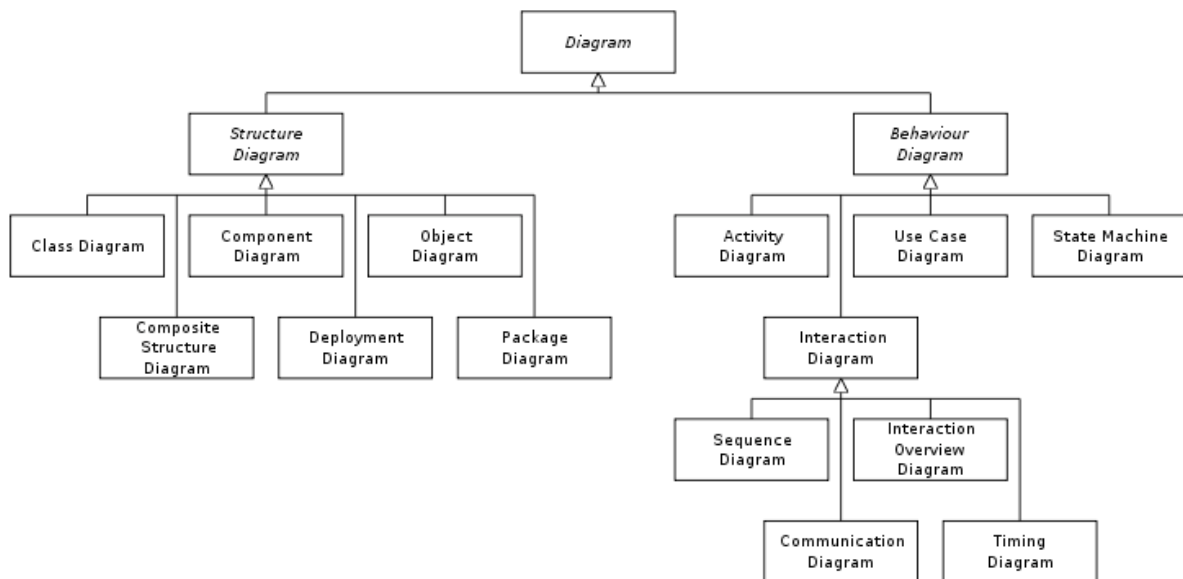 Diagram
Structure
Diagram
Behaviour
Diagram
Class Diagram
Component
Diagram
Object
Diagram
Activity
Diagram
Use Case
Diagram
State Machine
Diagram
Composite
Structure
Diagram
Deployment
Diagram
Package
Diagram
Interaction
Diagram
Sequence
Diagram
Interaction
Overview
Diagram
Communication
Diagram
Timing
Diagram